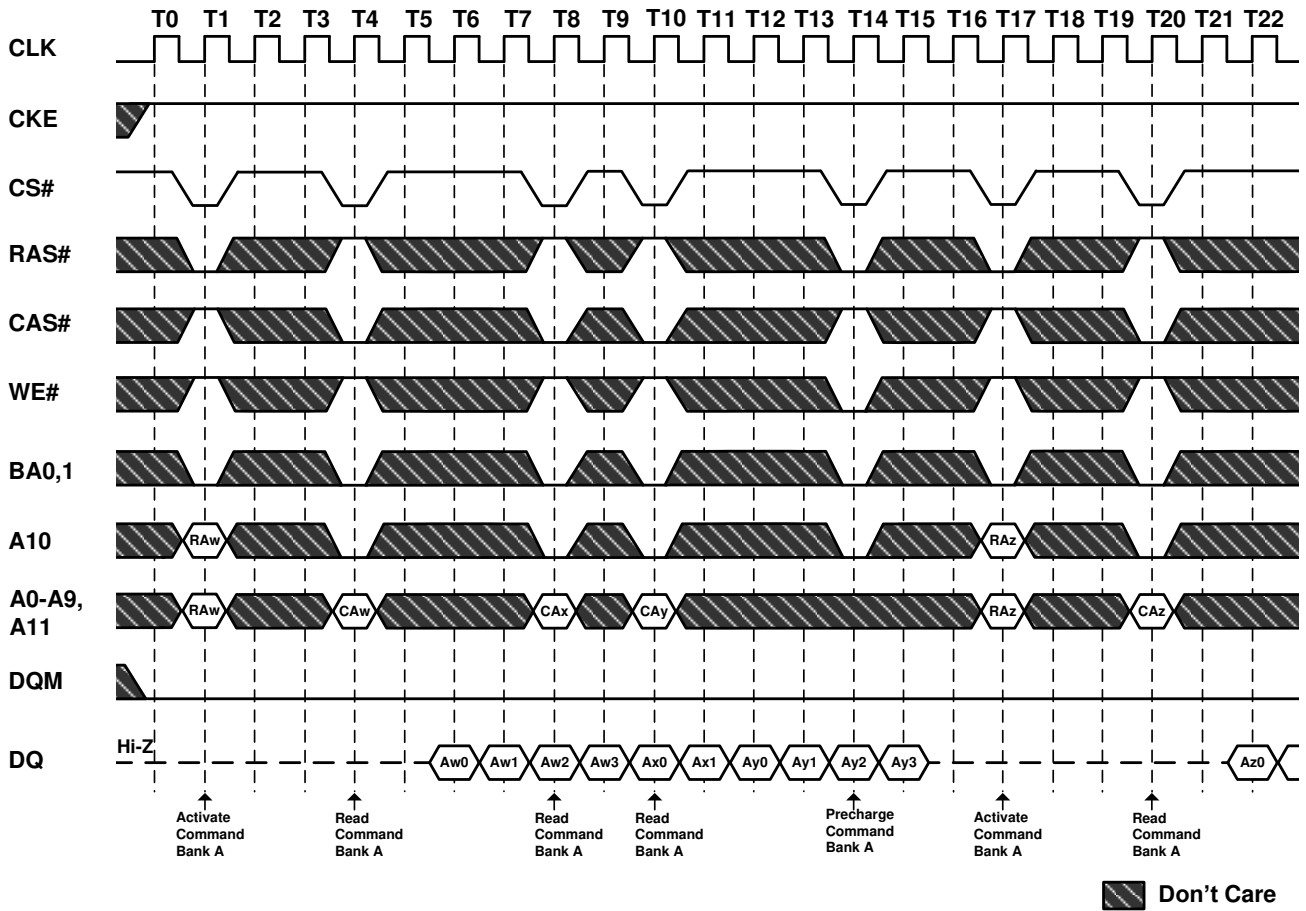 T0 T1 T2 T3 T4 T5 T6 T7 T8 T9 T10 T11 T12 T13 T14 T15 T16 T17 T18 T19 T20 T21 T22
CLK
CKE
CS#
RAS#
CAS#
WE#
BA0,1
A10 RAw RAz
A0-A9,
A11
RAw CAw CAx CAy RAz CAz
DQM
DQ Hi-Z Aw0 Aw1 Aw2 Aw3 Ax0 Ax1 Ay0 Ay1 Ay2 Ay3 Az0
Activate
Command
Bank A
Read
Command
Bank A
Read
Command
Bank A
Read
Command
Bank A
Precharge
Command
Bank A
Activate
Command
Bank A
Read
Command
Bank A
Don't Care